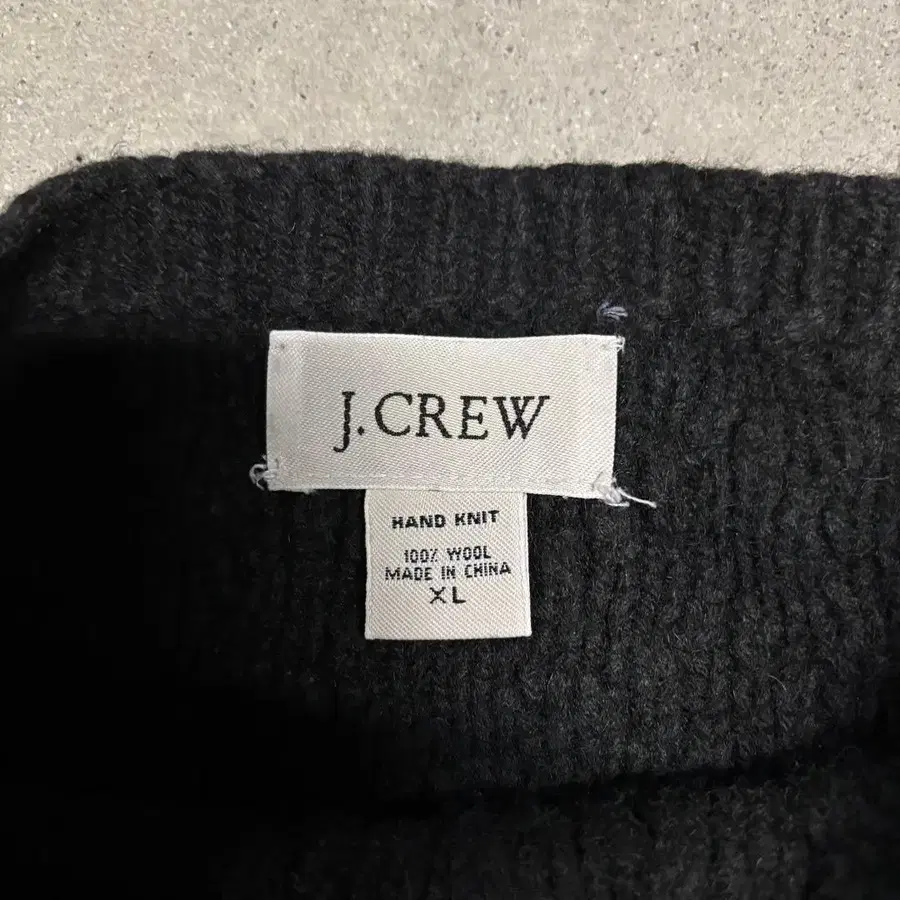 J.CREW
HAND KNIT
100% WOOL
MADE IN CHINA
XL